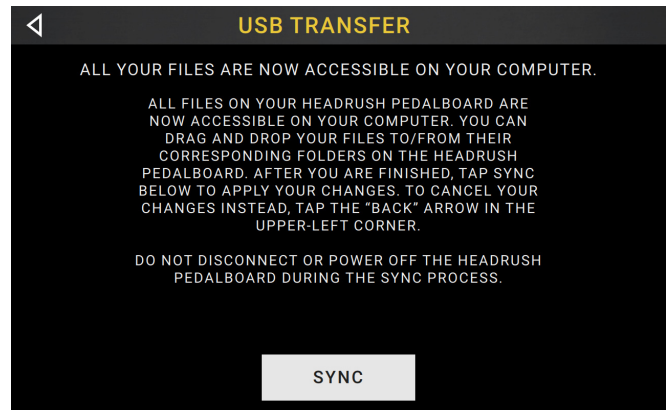 USB TRANSFER
ALL YOUR FILES ARE NOW ACCESSIBLE ON YOUR COMPUTER.
ALL FILES ON YOUR HEADRUSH PEDALBOARD ARE
NOW ACCESSIBLE ON YOUR COMPUTER. YOU CAN
DRAG AND DROP YOUR FILES TO/FROM THEIR
CORRESPONDING FOLDERS ON THE HEADRUSH
PEDALBOARD. AFTER YOU ARE FINISHED, TAP SYNC
BELOW TO APPLY YOUR CHANGES. TO CANCEL YOUR
CHANGES INSTEAD, TAP THE “BACK” ARROW IN THE
UPPER-LEFT CORNER.
DO NOT DISCONNECT OR POWER OFF THE HEADRUSH
PEDALBOARD DURING THE SYNC PROCESS.
SYNC